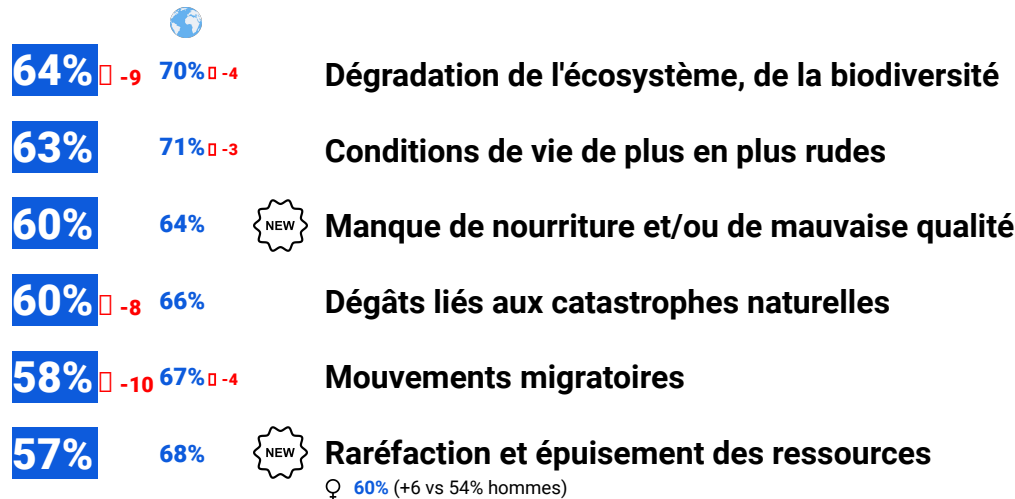 64% -9 70% -4 Dégradation de l'écosystème, de la biodiversité
63% 71% -3 Conditions de vie de plus en plus rudes
60% 64% NEW Manque de nourriture et/ou de mauvaise qualité
60% -8 66% Dégâts liés aux catastrophes naturelles
58% -10 67% -4 Mouvements migratoires
57% 68% NEW Raréfaction et épuisement des ressources
♀ 60% (+6 vs 54% hommes)